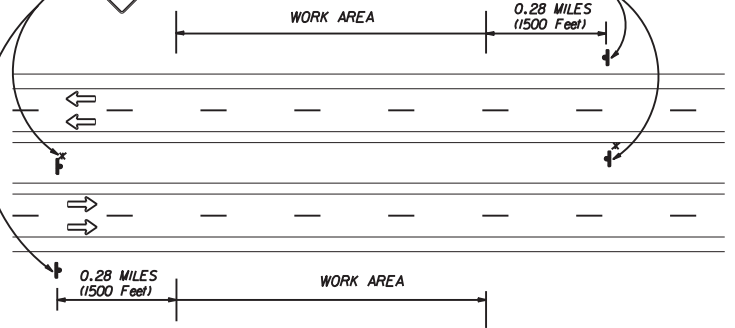 WORK AREA
0.28 MILES
(1500 Feet)
x
x
0.28 MILES
(1500 Feet)
WORK AREA